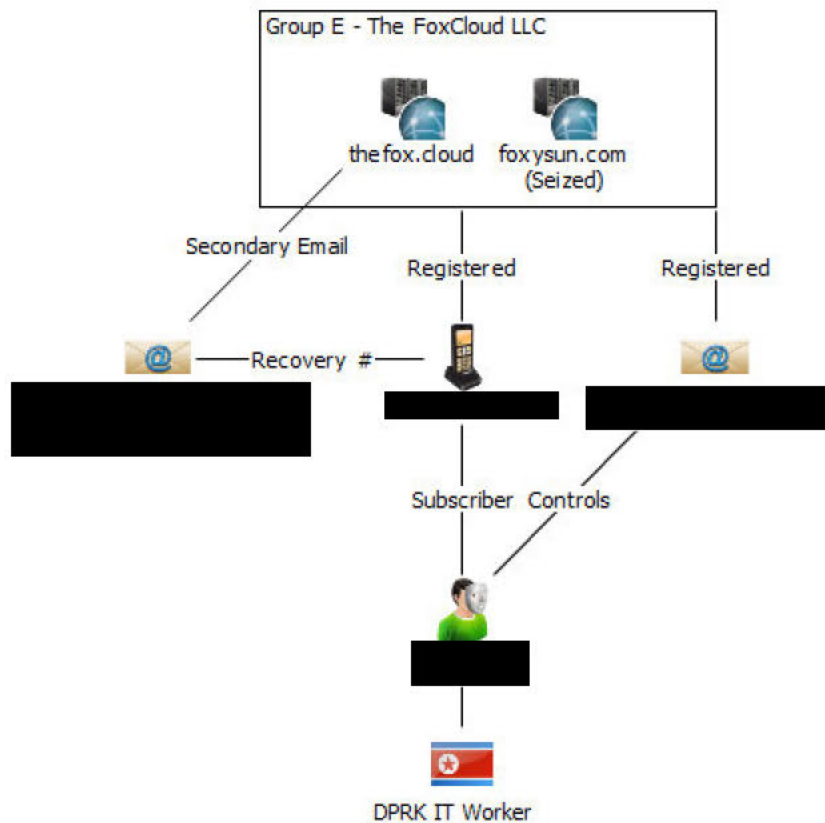 Group E - The FoxCloud LLC
thefox.cloud
foxysun.com
(Seized)
Secondary Email
Registered
Registered
@
Recovery #
@
Subscriber
Controls
DPRK IT Worker